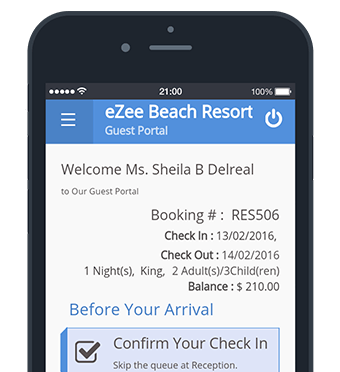 21:00
100%
eZee Beach Resort
Guest Portal
Welcome Ms. Sheila B Delreal
to Our Guest Portal
Booking # : RES506
Check In : 13/02/2016,
Check Out : 14/02/2016
1 Night(s), King, 2 Adult(s)/3Child(ren)
Balance : $ 210.00
Before Your Arrival
Confirm Your Check In
Skip the queue at Reception.